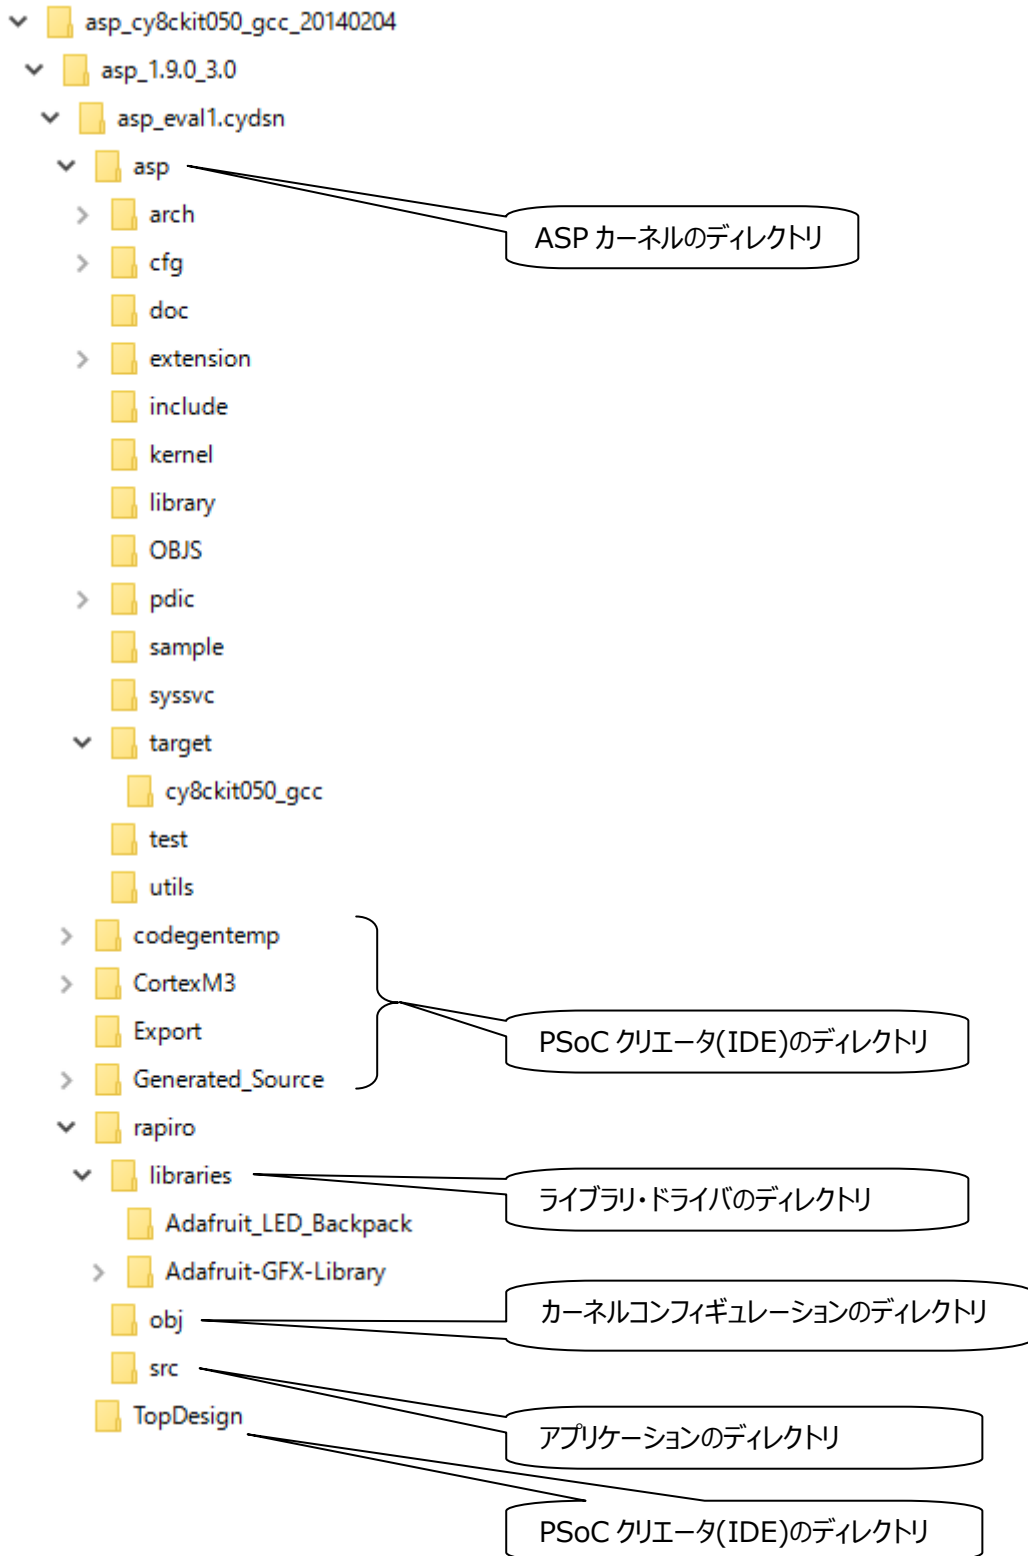 asp_cy8ckit050_gcc_20140204
asp_1.9.0_3.0
asp_eval1.cydsn
asp
arch
ASP カーネルのディレクトリ
cfg
doc
extension
include
kernel
library
OBJS
pdic
sample
syssvc
target
cy8ckit050_gcc
test
utils
codegentemp
CortexM3
Export
PSoC クリエータ(IDE)のディレクトリ
Generated_Source
rapiro
libraries
ライブラリ・ドライバのディレクトリ
Adafruit_LED_Backpack
Adafruit-GFX-Library
obj
カーネルコンフィギュレーションのディレクトリ
src
TopDesign
アプリケーションのディレクトリ
PSoC クリエータ(IDE)のディレクトリ